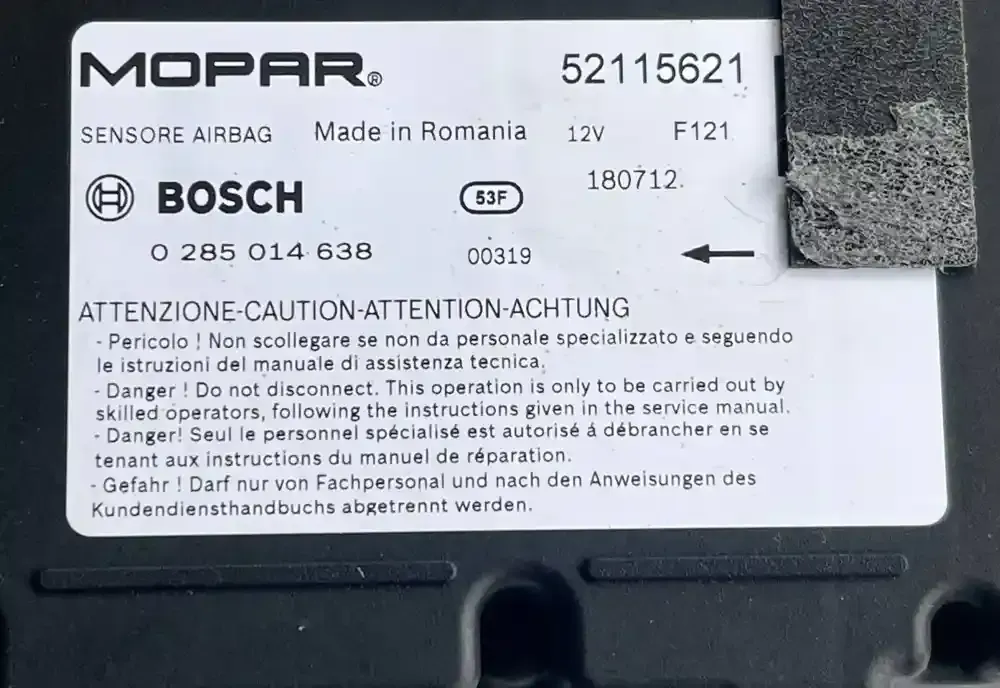 MOPAR® 52115621
SENSORE AIRBAG Made in Romania 12V F121
BOSCH 53F 180712.
0 285 014 638 00319
ATTENZIONE-CAUTION-ATTENTION-ACHTUNG
- Pericolo ! Non scollegare se non da personale specializzato e seguendo
le istruzioni del manuale di assistenza tecnica.
- Danger ! Do not disconnect. This operation is only to be carried out by
skilled operators, following the instructions given in the service manual.
- Danger! Seul le personnel spécialisé est autorisé á débrancher en se
tenant aux instructions du manuel de réparation.
- Gefahr ! Darf nur von Fachpersonal und nach den Anweisungen des
Kundendiensthandbuchs abgetrennt werden.